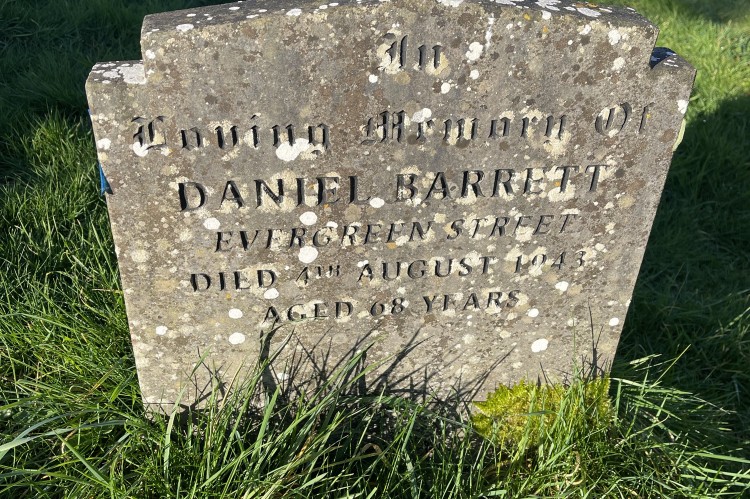 In
Loving Memory Of
DANIEL BARRETT
EVERGREEN STREET
DIED 4TH AUGUST 1943
AGED 68 YEARS